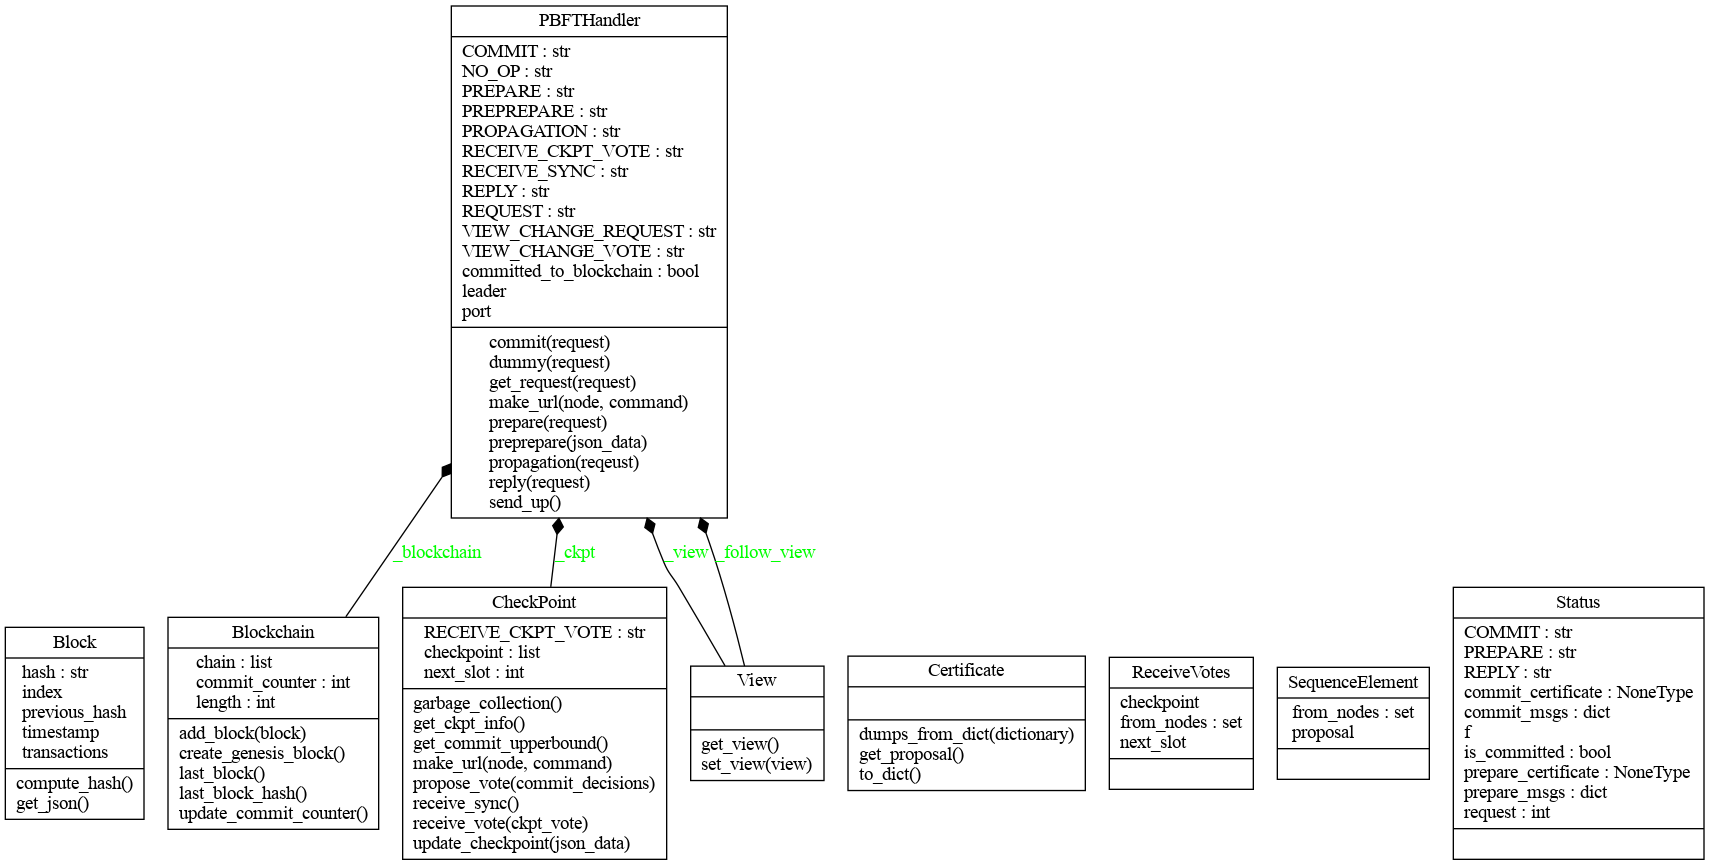 PBFTHandler
COMMIT : str
NO_OP : str
PREPARE : str
PREPREPARE : str
PROPAGATION : str
RECEIVE_CKPT_VOTE : str
RECEIVE_SYNC : str
REPLY : str
REQUEST : str
VIEW_CHANGE_REQUEST : str
VIEW_CHANGE_VOTE : str
committed_to_blockchain : bool
leader
port
commit(request)
dummy(request)
get_request(request)
make_url(node, command)
prepare(request)
preprepare(json_data)
propagation(reqeust)
reply(request)
send_up()
_blockchain
_ckpt
_view
_follow_view
Block
hash : str
index
previous_hash
timestamp
transactions
compute_hash()
get_json()
Blockchain
chain : list
commit_counter : int
length : int
add_block(block)
create_genesis_block()
last_block()
last_block_hash()
update_commit_counter()
CheckPoint
RECEIVE_CKPT_VOTE : str
checkpoint : list
next_slot : int
garbage_collection()
get_ckpt_info()
get_commit_upperbound()
make_url(node, command)
propose_vote(commit_decisions)
receive_sync()
receive_vote(ckpt_vote)
update_checkpoint(json_data)
View
get_view()
set_view(view)
Certificate
dumps_from_dict(dictionary)
get_proposal()
to_dict()
ReceiveVotes
checkpoint
from_nodes : set
next_slot
SequenceElement
from_nodes : set
proposal
Status
COMMIT : str
PREPARE : str
REPLY : str
commit_certificate : NoneType
commit_msgs : dict
f
is_committed : bool
prepare_certificate : NoneType
prepare_msgs : dict
request : int